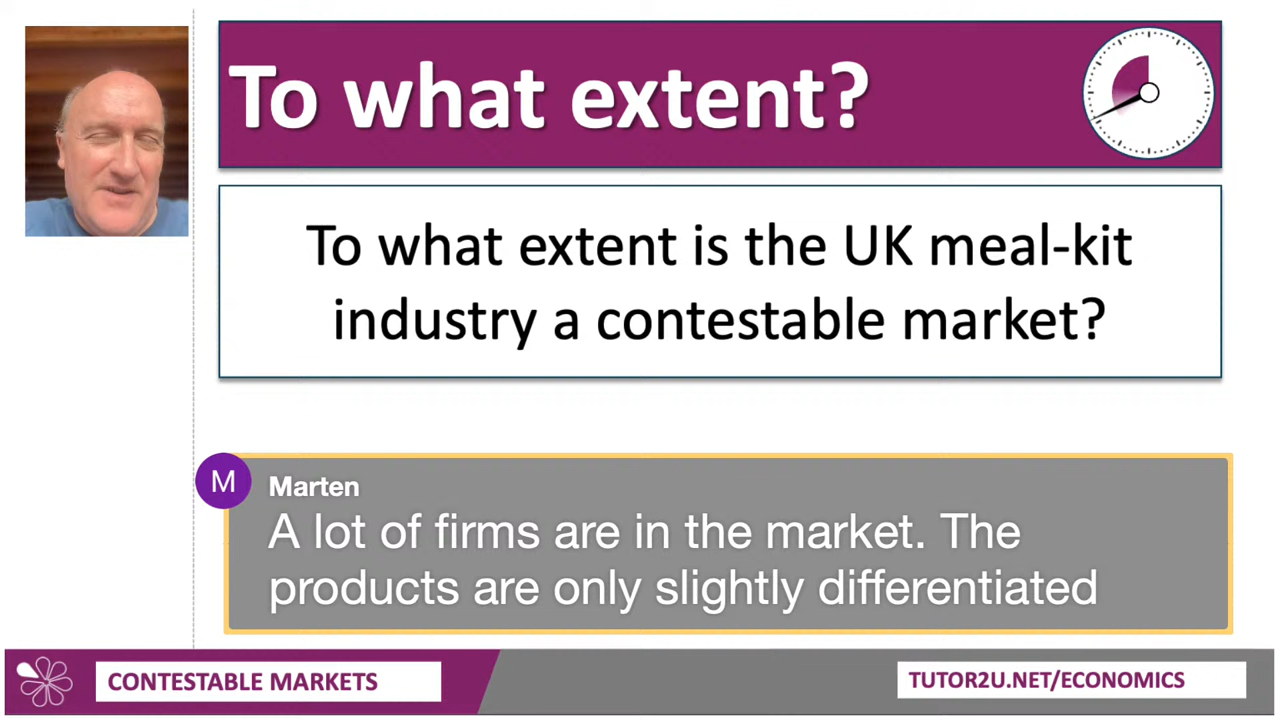 To what extent?
To what extent is the UK meal-kit
industry a contestable market?
M
Marten
A lot of firms are in the market. The
products are only slightly differentiated
CONTESTABLE MARKETS
TUTOR2U.NET/ECONOMICS